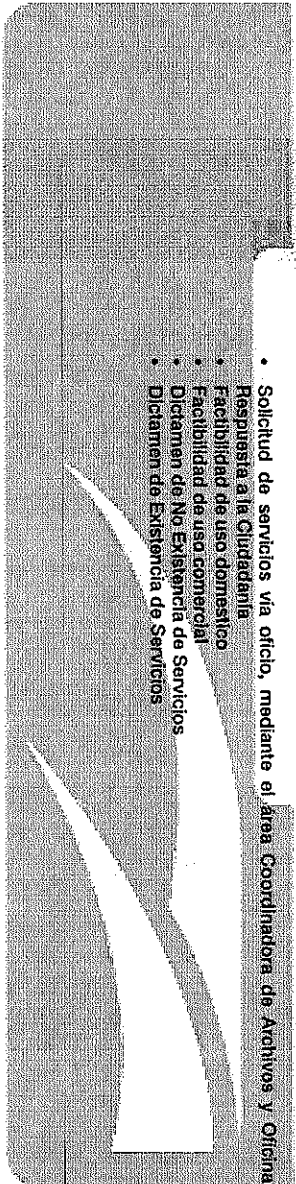 • Solicitud de servicios vía oficio, mediante el área Coordinadora de Archivos y Oficina
Respuesta a la Ciudadanía
• Factibilidad de uso domestico
• Factibilidad de uso comercial
• Dictamen de No Existencia de Servicios
• Dictamen de Existencia de Servicios